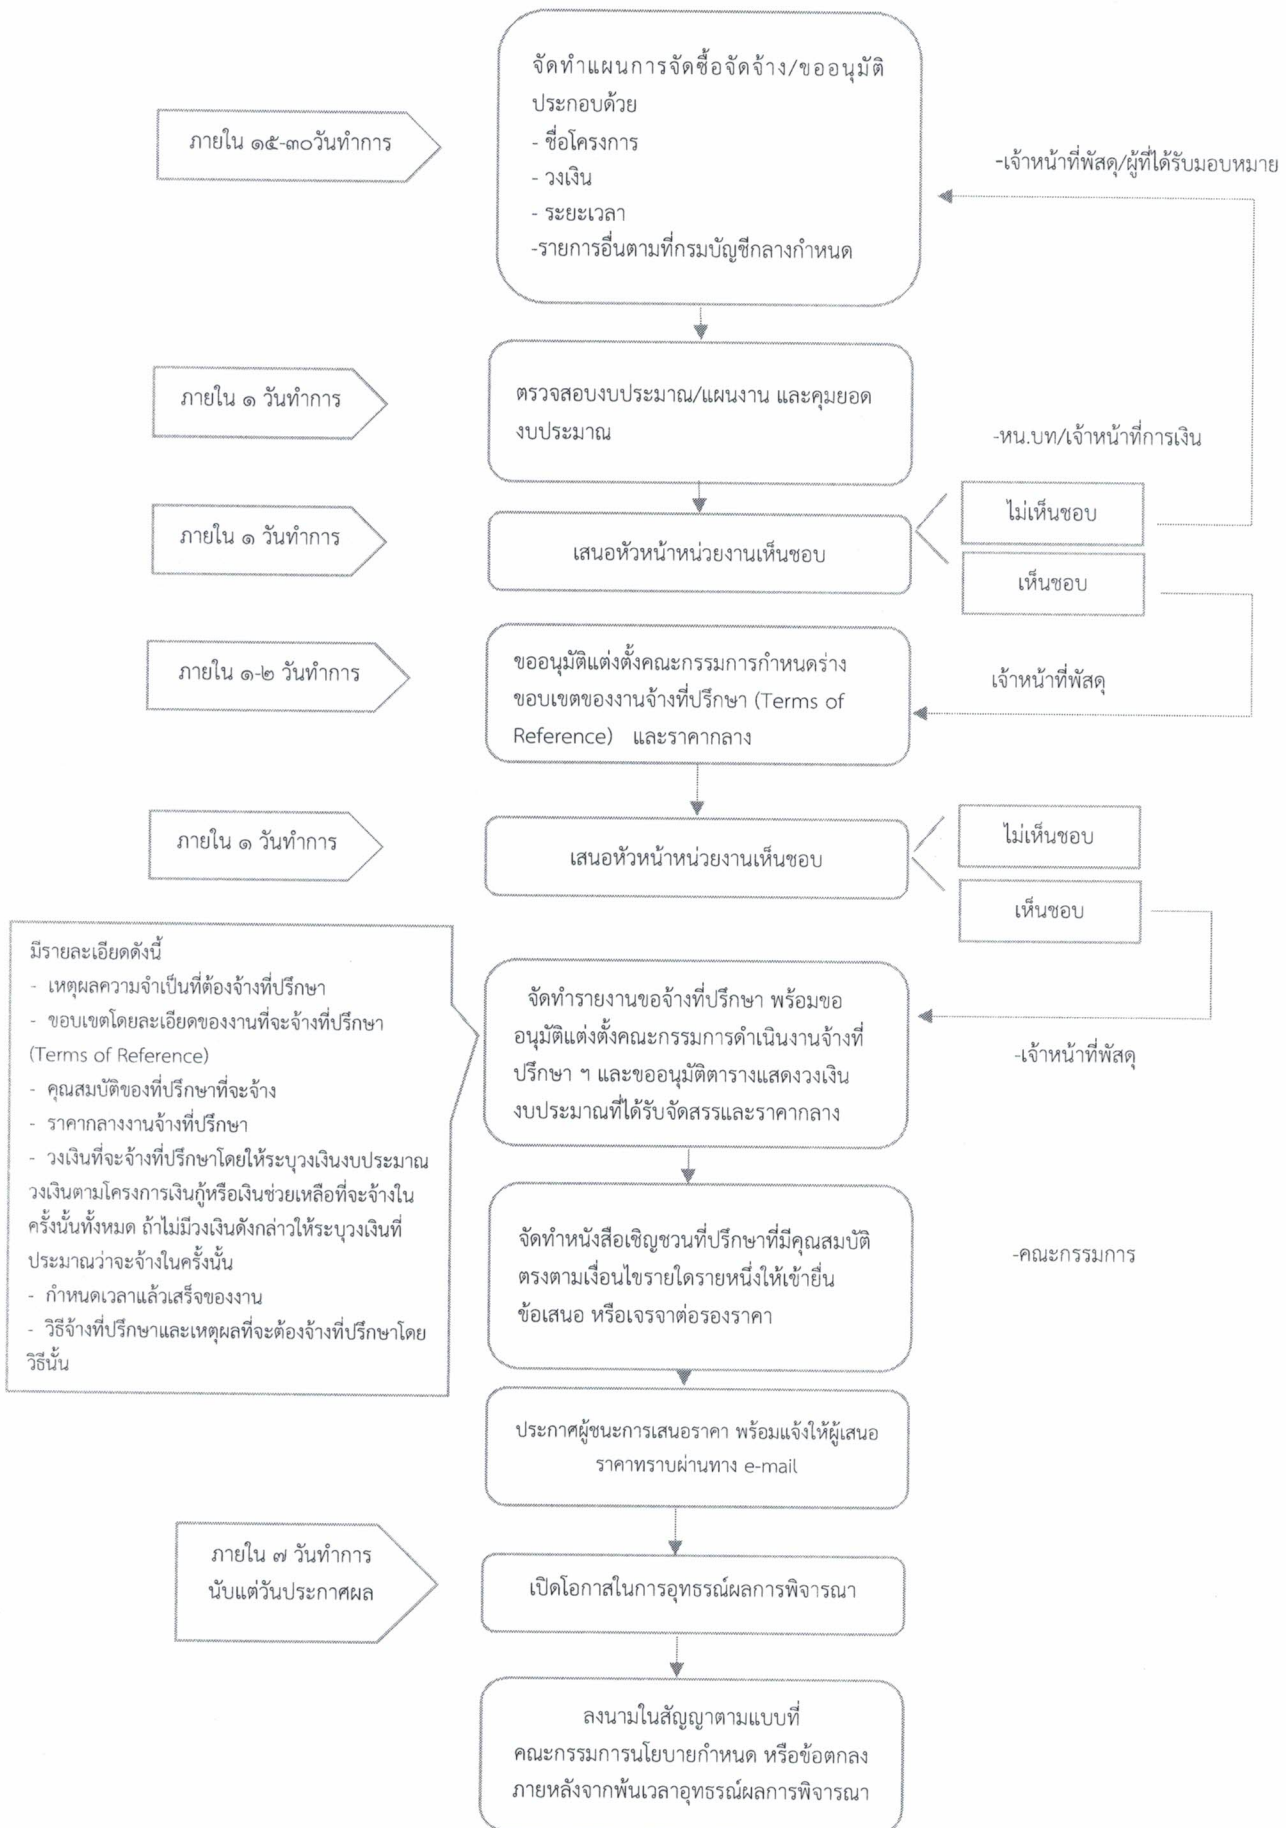 จัดทำแผนการจัดซื้อจัดจ้าง/ขออนุมัติ
ประกอบด้วย
- ชื่อโครงการ
- วงเงิน
- ระยะเวลา
-รายการอื่นตามที่กรมบัญชีกลางกำหนด
ภายใน ๑๕-๓๐วันทำการ
-เจ้าหน้าที่พัสดุ/ผู้ที่ได้รับมอบหมาย
ภายใน ๑ วันทำการ
ตรวจสอบงบประมาณ/แผนงาน และคุมยอด
งบประมาณ
-หน.บท/เจ้าหน้าที่การเงิน
ภายใน ๑ วันทำการ
เสนอหัวหน้าหน่วยงานเห็นชอบ
ไม่เห็นชอบ
เห็นชอบ
ภายใน ๑-๒ วันทำการ
ขออนุมัติแต่งตั้งคณะกรรมการกำหนดร่าง
ขอบเขตของงานจ้างที่ปรึกษา (Terms of
Reference) และราคากลาง
เจ้าหน้าที่พัสดุ
ภายใน ๑ วันทำการ
เสนอหัวหน้าหน่วยงานเห็นชอบ
ไม่เห็นชอบ
เห็นชอบ
มีรายละเอียดดังนี้
- เหตุผลความจำเป็นที่ต้องจ้างที่ปรึกษา
- ขอบเขตโดยละเอียดของงานที่จะจ้างที่ปรึกษา
(Terms of Reference)
- คุณสมบัติของที่ปรึกษาที่จะจ้าง
- ราคากลางงานจ้างที่ปรึกษา
- วงเงินที่จะจ้างที่ปรึกษาโดยให้ระบุวงเงินงบประมาณ
วงเงินตามโครงการเงินกู้หรือเงินช่วยเหลือที่จะจ้างใน
ครั้งนั้นทั้งหมด ถ้าไม่มีวงเงินดังกล่าวให้ระบุวงเงินที่
ประมาณว่าจะจ้างในครั้งนั้น
- กำหนดเวลาแล้วเสร็จของงาน
- วิธีจ้างที่ปรึกษาและเหตุผลที่จะต้องจ้างที่ปรึกษาโดย
วิธีนั้น
จัดทำรายงานขอจ้างที่ปรึกษา พร้อมขอ
อนุมัติแต่งตั้งคณะกรรมการดำเนินงานจ้างที่
ปรึกษา ฯ และขออนุมัติตารางแสดงวงเงิน
งบประมาณที่ได้รับจัดสรรและราคากลาง
-เจ้าหน้าที่พัสดุ
จัดทำหนังสือเชิญชวนที่ปรึกษาที่มีคุณสมบัติ
ตรงตามเงื่อนไขรายใดรายหนึ่งให้เข้ายื่น
ข้อเสนอ หรือเจรจาต่อรองราคา
-คณะกรรมการ
ประกาศผู้ชนะการเสนอราคา พร้อมแจ้งให้ผู้เสนอ
ราคาทราบผ่านทาง e-mail
ภายใน ๗ วันทำการ
นับแต่วันประกาศผล
เปิดโอกาสในการอุทธรณ์ผลการพิจารณา
ลงนามในสัญญาตามแบบที่
คณะกรรมการนโยบายกำหนด หรือข้อตกลง
ภายหลังจากพ้นเวลาอุทธรณ์ผลการพิจารณา